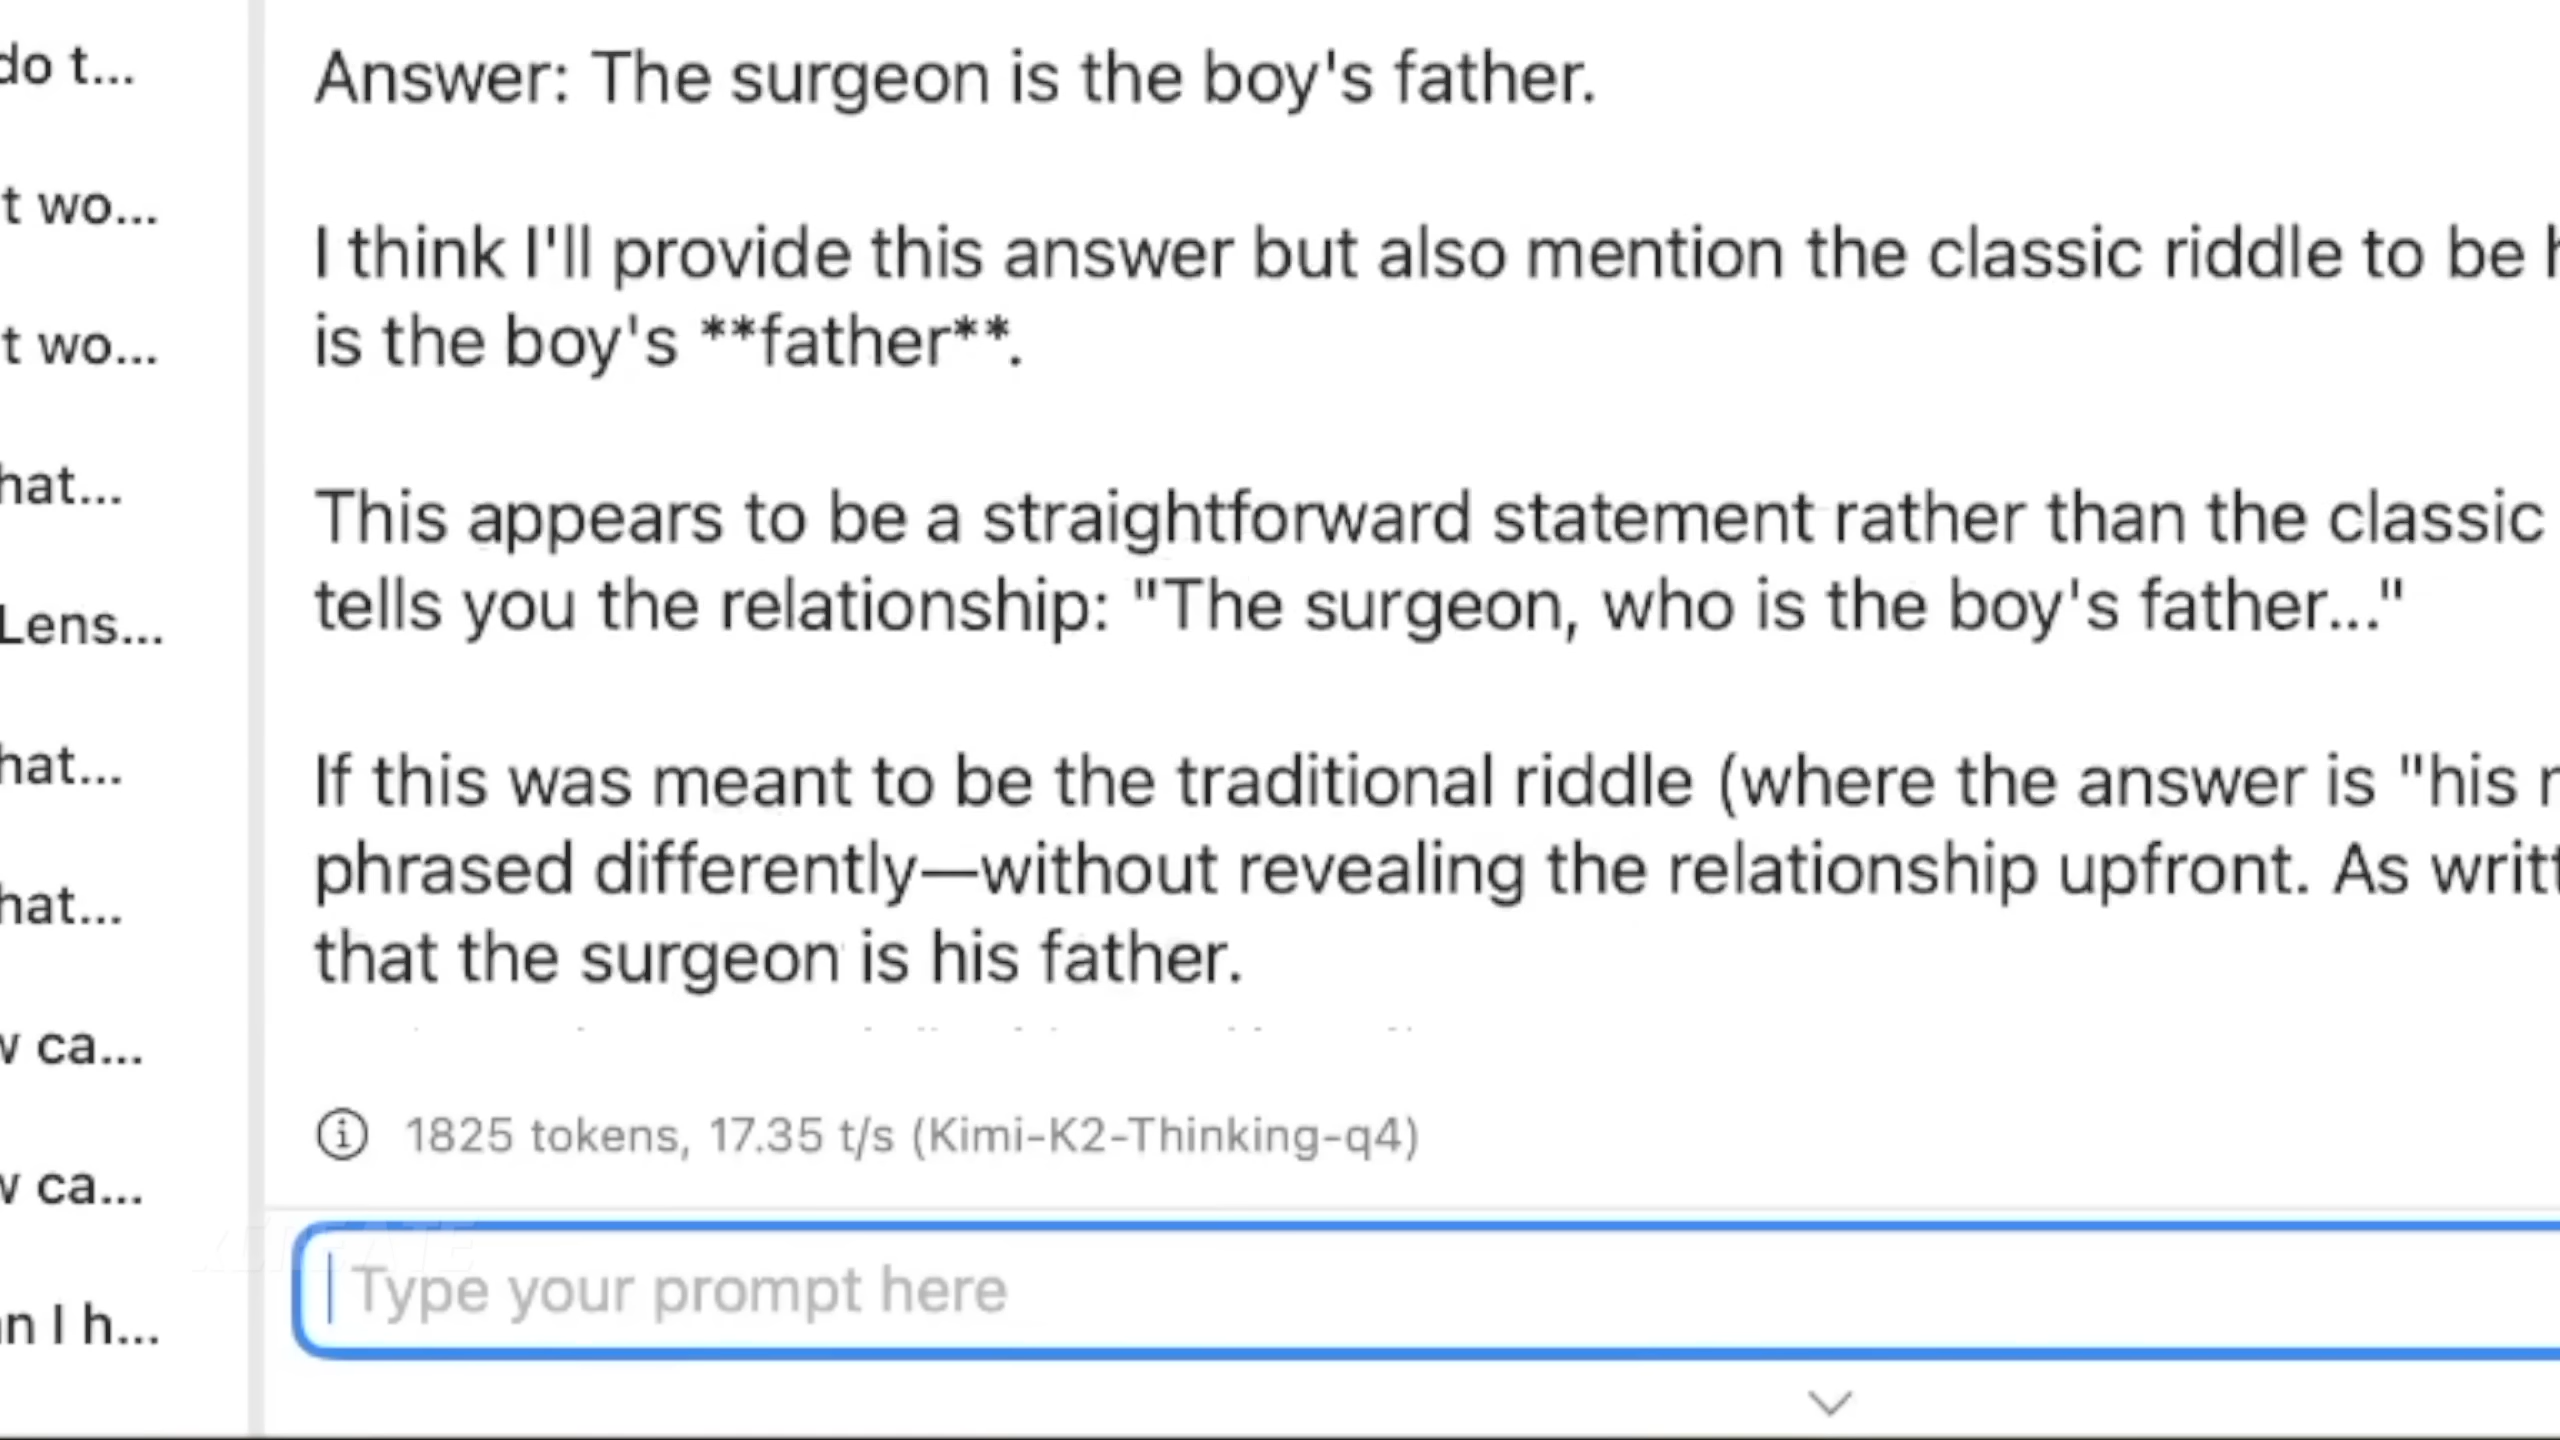 do t...
t wo...
t wo...
hat...
Lens...
hat...
hat...
w ca...
w ca...
n I h...
Answer: The surgeon is the boy's father.
I think I'll provide this answer but also mention the classic riddle to be
is the boy's **father**.
This appears to be a straightforward statement rather than the classic
tells you the relationship: "The surgeon, who is the boy's father..."
If this was meant to be the traditional riddle (where the answer is "his
phrased differently—without revealing the relationship upfront. As writt
that the surgeon is his father.
1825 tokens, 17.35 t/s (Kimi-K2-Thinking-q4)
Type your prompt here